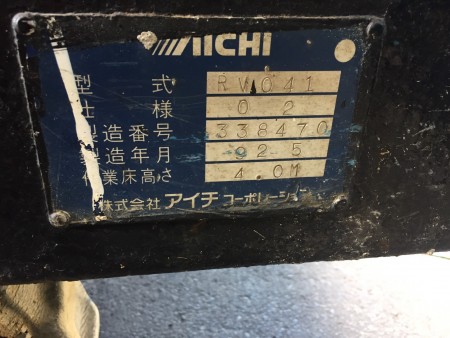 AIICHI
型式 RV041
仕様 02
製造番号 338470
製造年月 92 5
作業床高さ 4.0M
株式会社 アイチ コーポレーション